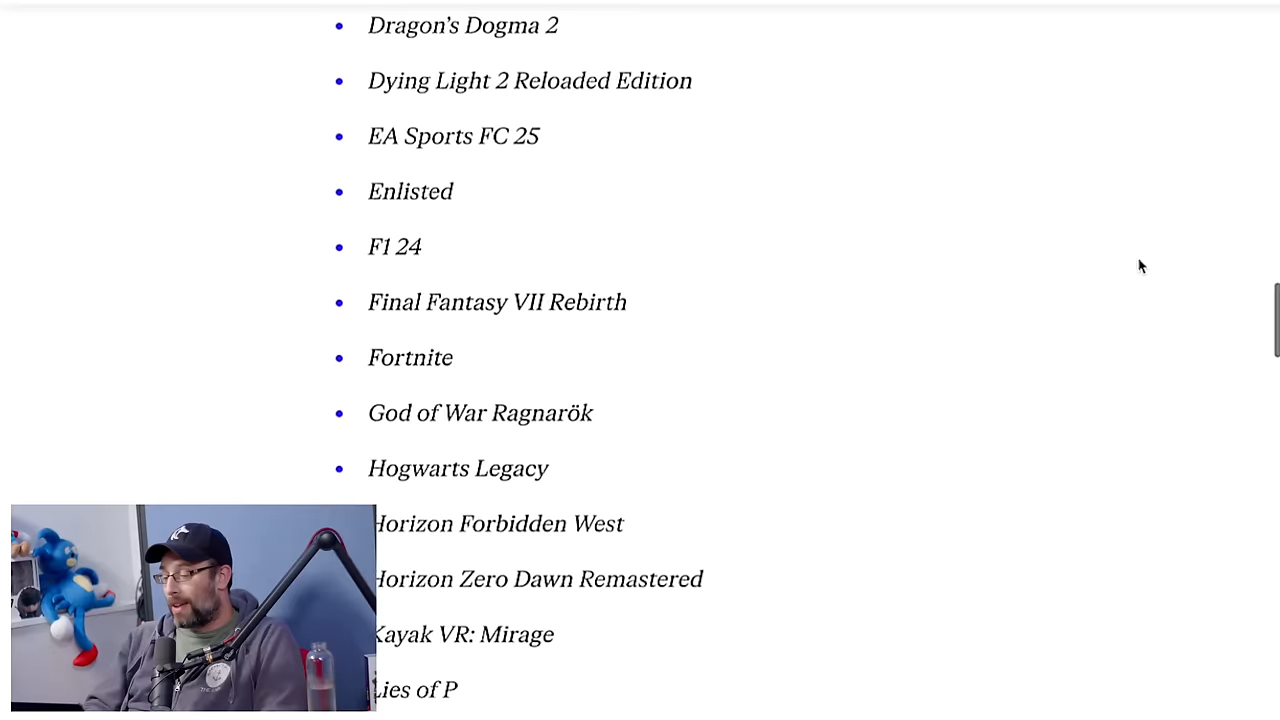 Dragon’s Dogma 2
Dying Light 2 Reloaded Edition
EA Sports FC 25
Enlisted
F1 24
Final Fantasy VII Rebirth
Fortnite
God of War Ragnarök
Hogwarts Legacy
Horizon Forbidden West
Horizon Zero Dawn Remastered
Kayak VR: Mirage
Lies of P